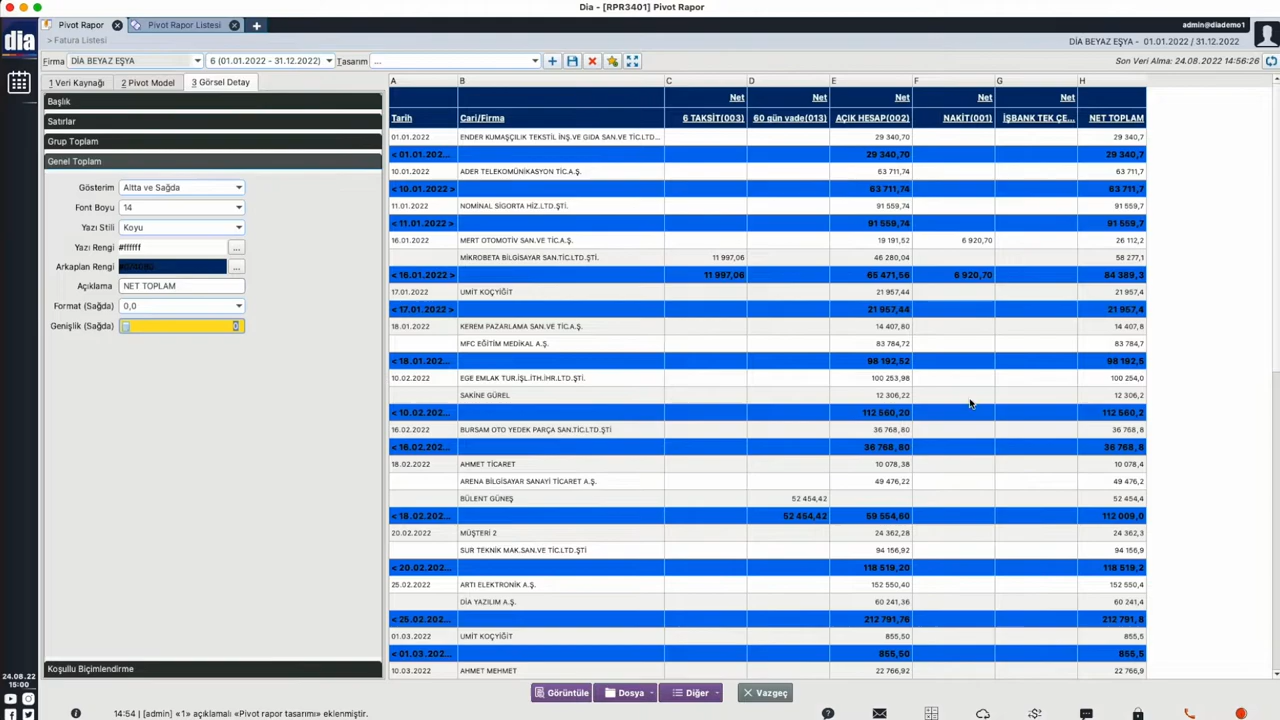 Dia - [RPR3401] Pivot Rapor
dia
Pivot Rapor
Pivot Rapor Listesi
admin@diademo1
> Fatura Listesi
DİA BEYAZ EŞYA - 01.01.2022 / 31.12.2022
Firma DİA BEYAZ EŞYA 6 (01.01.2022 - 31.12.2022) Tasarım ...
Son Veri Alma: 24.08.2022 14:56:26
1 Veri Kaynağı 2 Pivot Model 3 Görsel Detay
Başlık
Satırlar
Grup Toplam
Genel Toplam
Gösterim Altta ve Sağda
Font Boyu 14
Yazı Stili Koyu
Yazı Rengi #ffffff ...
Arkaplan Rengi ...
Açıklama NET TOPLAM
Format (Sağda) 0,0
Genişlik (Sağda) 0
Koşullu Biçimlendirme
A B C D E F G H
Net Net Net Net Net
Tarih Cari/Firma 6 TAKSİT(003) 60 gün vade(013) AÇIK HESAP(002) NAKİT(001) İŞBANK TEK ÇE... NET TOPLAM
01.01.2022 ENDER KUMAŞÇILIK TEKSTİL İNŞ.VE GIDA SAN.VE TİC.LTD... 29 340,70 29 340,7
< 01.01.202... 29 340,70 29 340,7
10.01.2022 ADER TELEKOMÜNİKASYON TİC.A.Ş. 63 711,74 63 711,7
< 10.01.2022 > 63 711,74 63 711,7
11.01.2022 NOMİNAL SİGORTA HİZ.LTD.ŞTİ. 91 559,74 91 559,7
< 11.01.2022 > 91 559,74 91 559,7
16.01.2022 MERT OTOMOTİV SAN.VE TİC.A.Ş. 19 191,52 6 920,70 26 112,2
MİKROBETA BİLGİSAYAR SAN.TİC.LTD.ŞTİ. 11 997,06 46 280,04 58 277,1
< 16.01.2022 > 11 997,06 65 471,56 6 920,70 84 389,3
17.01.2022 UMİT KOÇYİĞİT 21 957,44 21 957,4
< 17.01.2022 > 21 957,44 21 957,4
18.01.2022 KEREM PAZARLAMA SAN.VE TİC.A.Ş. 14 407,80 14 407,8
MFC EĞİTİM MEDİKAL A.Ş. 83 784,72 83 784,7
< 18.01.202... 98 192,52 98 192,5
10.02.2022 EGE EMLAK TUR.İŞL.İTH.İHR.LTD.ŞTİ. 100 253,98 100 254,0
SAKİNE GÜREL 12 306,22 12 306,2
< 10.02.202... 112 560,20 112 560,2
16.02.2022 BURSAM OTO YEDEK PARÇA SAN.TİC.LTD.ŞTİ 36 768,80 36 768,8
< 16.02.202... 36 768,80 36 768,8
18.02.2022 AHMET TİCARET 10 078,38 10 078,4
ARENA BİLGİSAYAR SANAYİ TİCARET A.Ş. 49 476,22 49 476,2
BÜLENT GÜNEŞ 52 454,42 52 454,4
< 18.02.202... 52 454,42 59 554,60 112 009,0
20.02.2022 MÜŞTERİ 2 24 362,28 24 362,3
SUR TEKNİK MAK.SAN.VE TİC.LTD.ŞTİ 94 156,92 94 156,9
< 20.02.202... 118 519,20 118 519,2
25.02.2022 ARTI ELEKTRONİK A.Ş. 152 550,40 152 550,4
DİA YAZILIM A.Ş. 60 241,36 60 241,4
< 25.02.202... 212 791,76 212 791,8
01.03.2022 UMİT KOÇYİĞİT 855,50 855,5
< 01.03.202... 855,50 855,5
10.03.2022 AHMET MEHMET 22 766,92 22 766,9
Görüntüle Dosya Diğer Vazgeç
24.08.22
15:00
14:54 | [admin] «1» açıklamalı «Pivot rapor tasarımı» eklenmiştir.